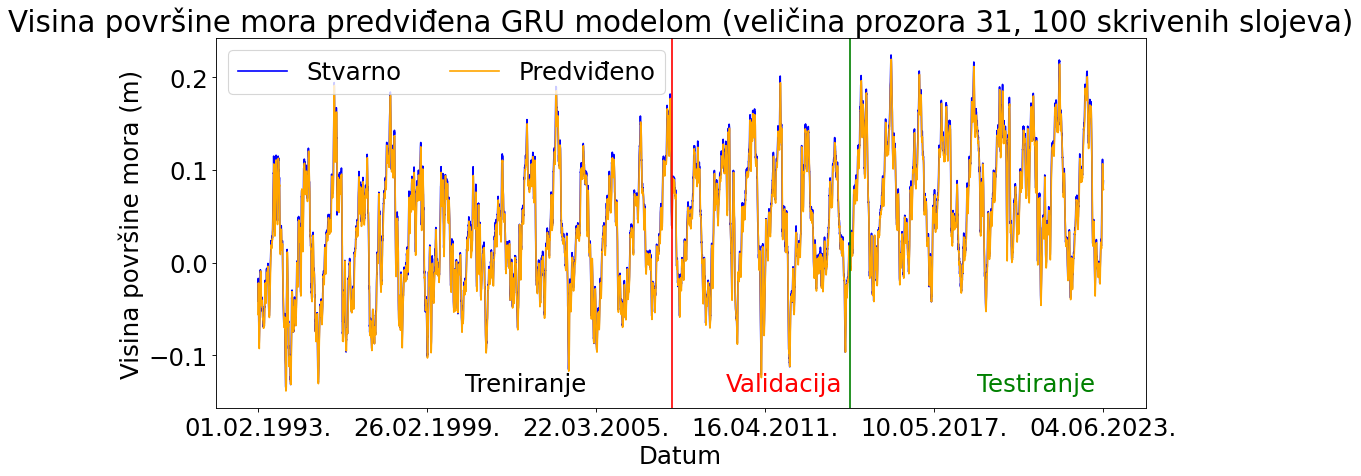 Visina površine mora predviđena GRU modelom (veličina prozora 31, 100 skrivenih slojeva)
Stvarno Predviđeno
Visina površine mora (m)
0.2
0.1
0.0
−0.1
Treniranje Validacija Testiranje
01.02.1993. 26.02.1999. 22.03.2005. 16.04.2011. 10.05.2017. 04.06.2023.
Datum